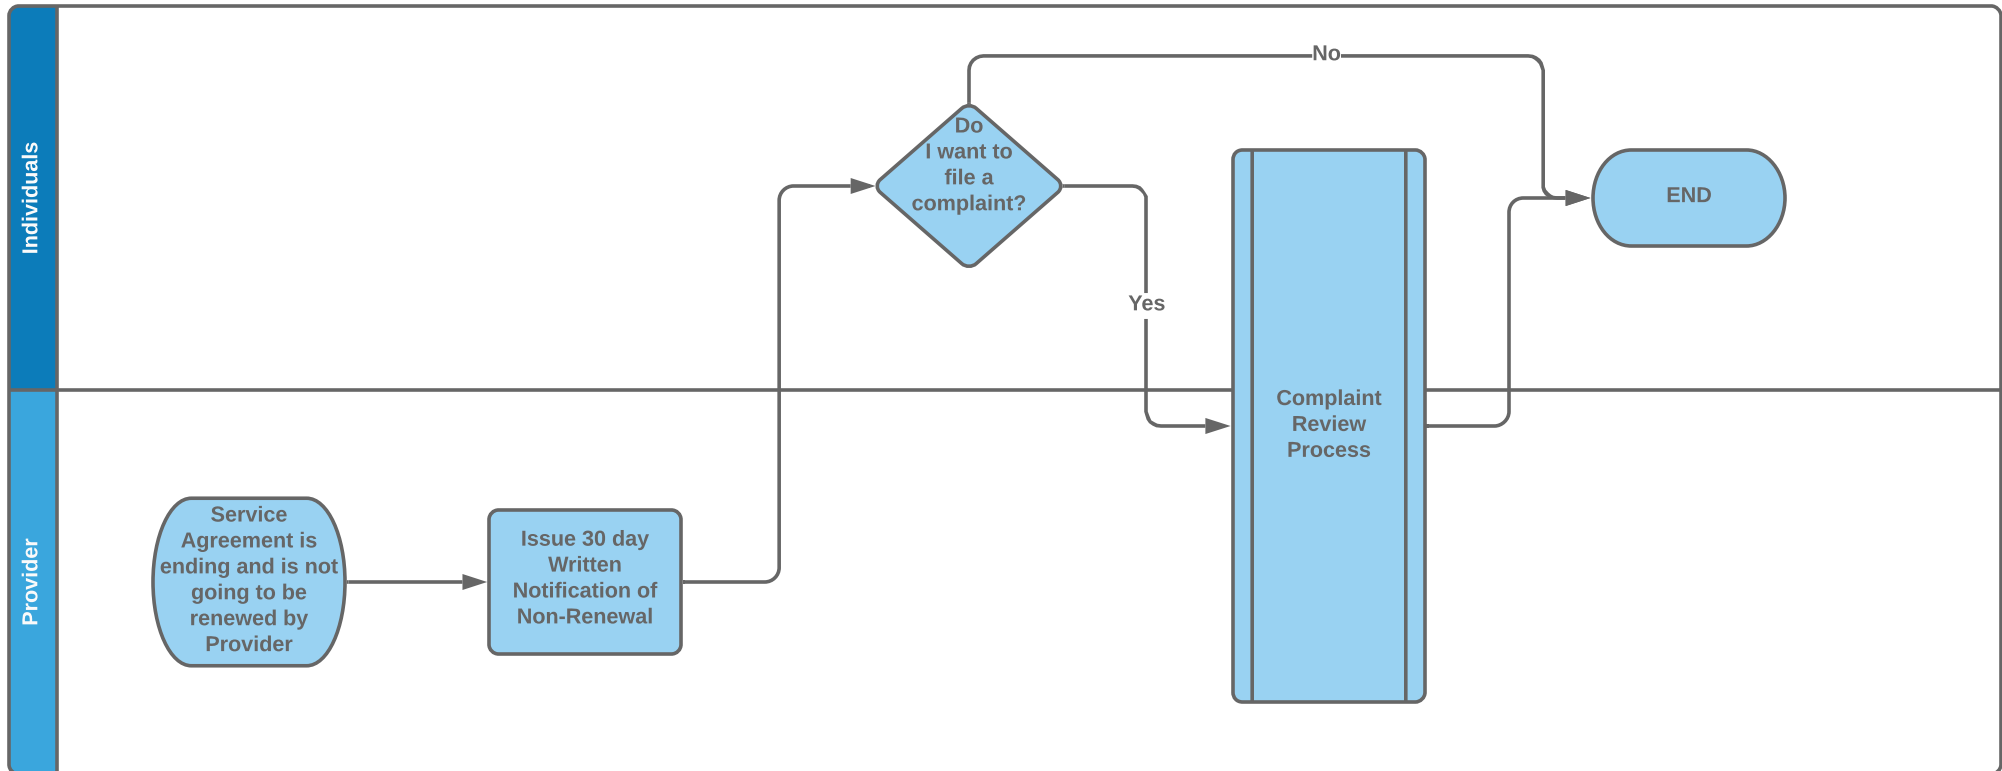 Individuals
No
Do
I want to
file a
complaint?
END
Yes
Complaint
Review
Process
Provider
Service
Agreement is
ending and is not
going to be
renewed by
Provider
Issue 30 day
Written
Notification of
Non-Renewal